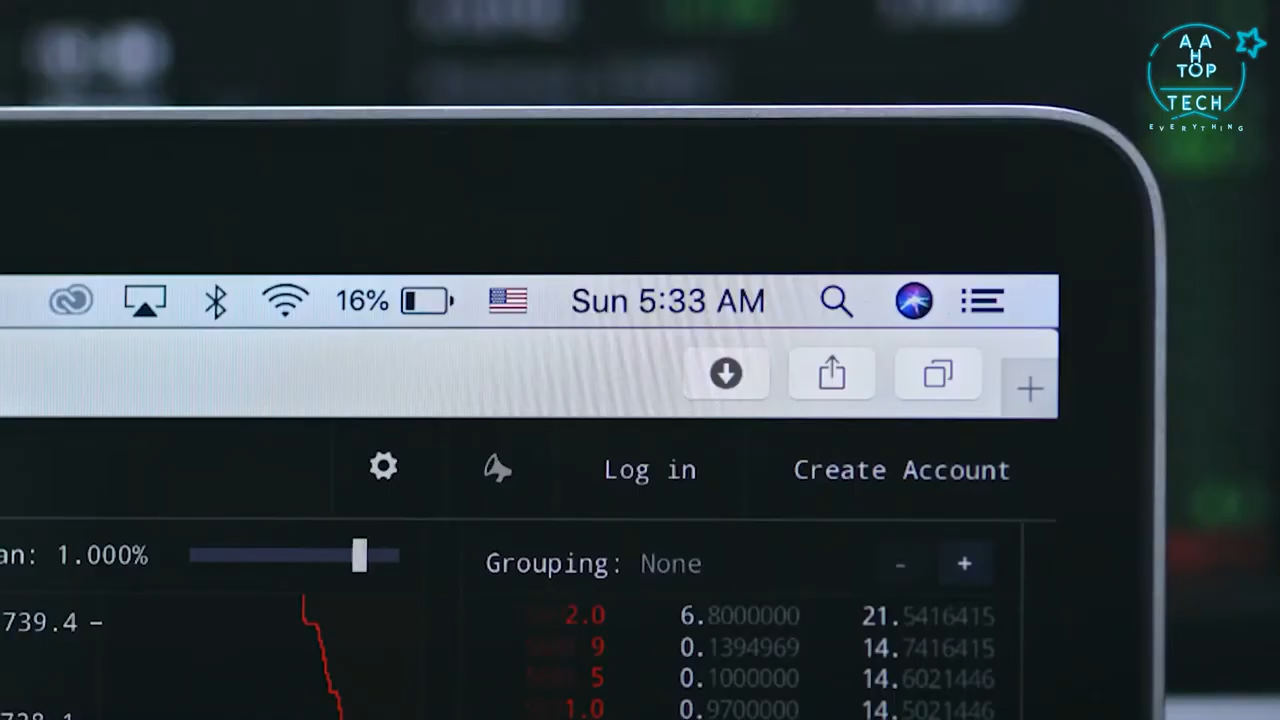 A A
H
TOP
TECH
EVERYTHING
16%
Sun 5:33 AM
Log in
Create Account
an: 1.000%
Grouping: None
-
+
739.4 –
2.0 6.8000000 21.5416415
9 0.1394969 14.7416415
5 0.1000000 14.6021446
1.0 0.9700000 14.5021446